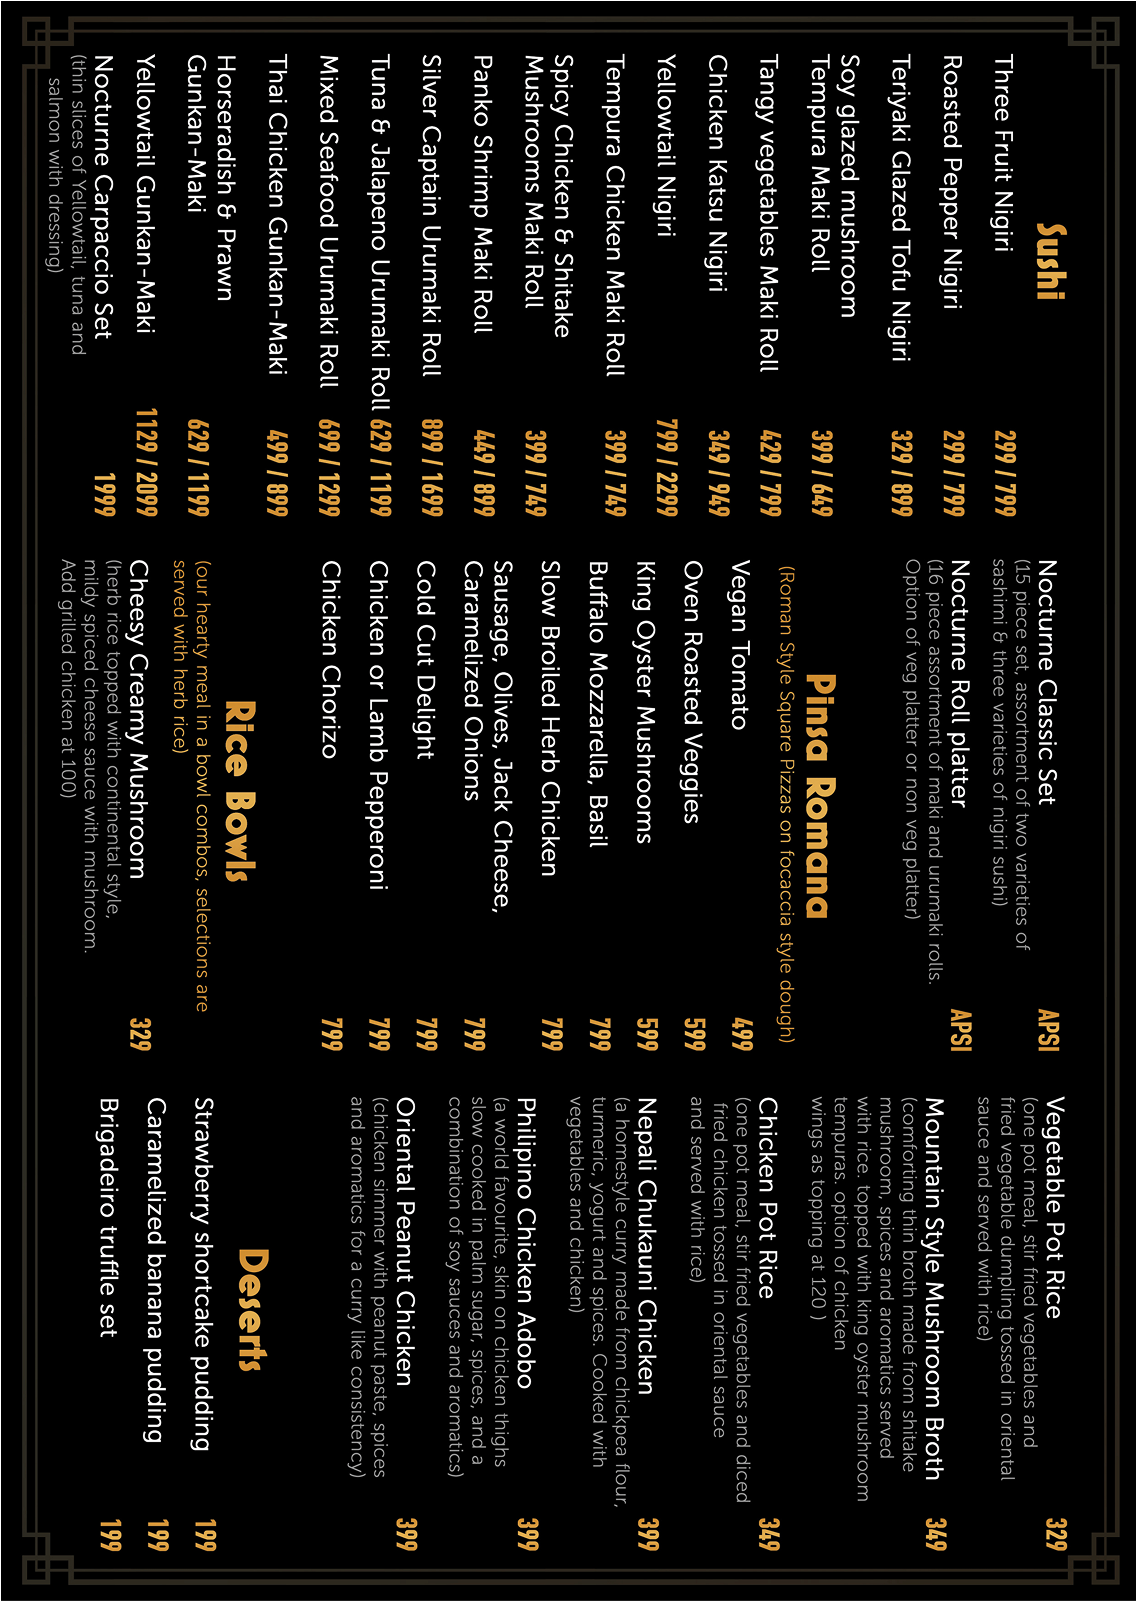 Sushi
Three Fruit Nigiri 299 / 799
Roasted Pepper Nigiri 299 / 799
Teriyaki Glazed Tofu Nigiri 329 / 899
Soy glazed mushroom
Tempura Maki Roll 399 / 649
Tangy vegetables Maki Roll 429 / 799
Chicken Katsu Nigiri 349 / 949
Yellowtail Nigiri 799 / 2299
Tempura Chicken Maki Roll 399 / 749
Spicy Chicken & Shitake
Mushrooms Maki Roll 399 / 749
Panko Shrimp Maki Roll 449 / 899
Silver Captain Urumaki Roll 899 / 1699
Tuna & Jalapeno Urumaki Roll 629 / 1199
Mixed Seafood Urumaki Roll 699 / 1299
Thai Chicken Gunkan-Maki 499 / 899
Horseradish & Prawn
Gunkan-Maki 629 / 1199
Yellowtail Gunkan-Maki 1129 / 2099
Nocturne Carpaccio Set 1999
(thin slices of Yellowtail, tuna and
salmon with dressing)
Nocturne Classic Set APSI
(15 piece set, assortment of two varieties of
sashimi & three varieties of nigiri sushi)
Nocturne Roll platter APSI
(16 piece assortment of maki and urumaki rolls.
Option of veg platter or non veg platter)
Pinsa Romana
(Roman Style Square Pizzas on focaccia style dough)
Vegan Tomato 499
Oven Roasted Veggies 599
King Oyster Mushrooms 599
Buffalo Mozzarella, Basil 799
Slow Broiled Herb Chicken 799
Sausage, Olives, Jack Cheese,
Caramelized Onions 799
Cold Cut Delight 799
Chicken or Lamb Pepperoni 799
Chicken Chorizo 799
Rice Bowls
(our hearty meal in a bowl combos, selections are
served with herb rice)
Cheesy Creamy Mushroom 329
(herb rice topped with continental style,
mildy spiced cheese sauce with mushroom.
Add grilled chicken at 100)
Vegetable Pot Rice 329
(one pot meal, stir fried vegetables and
fried vegetable dumpling tossed in oriental
sauce and served with rice)
Mountain Style Mushroom Broth 349
(comforting thin broth made from shitake
mushroom, spices and aromatics served
with rice. topped with king oyster mushroom
tempuras. option of chicken
wings as topping at 120 )
Chicken Pot Rice 349
(one pot meal, stir fried vegetables and diced
fried chicken tossed in oriental sauce
and served with rice)
Nepali Chukauni Chicken 399
(a homestyle curry made from chickpea flour,
turmeric, yogurt and spices. Cooked with
vegetables and chicken)
Philipino Chicken Adobo 399
(a world favourite, skin on chicken thighs
slow cooked in palm sugar, spices, and a
combination of soy sauces and aromatics)
Oriental Peanut Chicken 399
(chicken simmer with peanut paste, spices
and aromatics for a curry like consistency)
Deserts
Strawberry shortcake pudding 199
Caramelized banana pudding 199
Brigadeiro truffle set 199